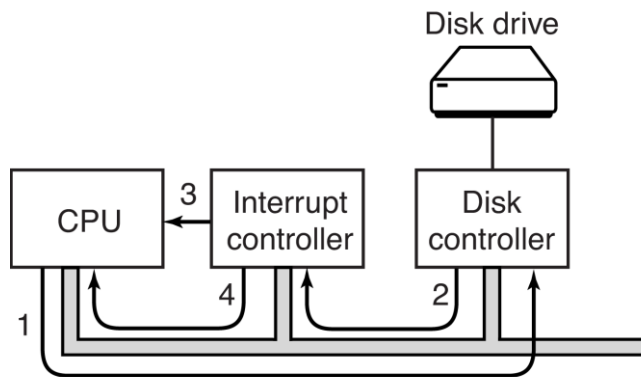 Disk drive
CPU
3
Interrupt
controller
Disk
controller
1
4
2